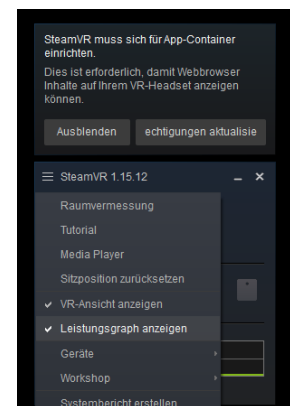 SteamVR muss sich für App-Container
einrichten.
Dies ist erforderlich, damit Webbrowser
Inhalte auf Ihrem VR-Headset anzeigen
können.
Ausblenden
echtigungen aktualisie
SteamVR 1.15.12
Raumvermessung
Tutorial
Media Player
Sitzposition zurücksetzen
VR-Ansicht anzeigen
Leistungsgraph anzeigen
Geräte
Workshop
Systembericht erstellen